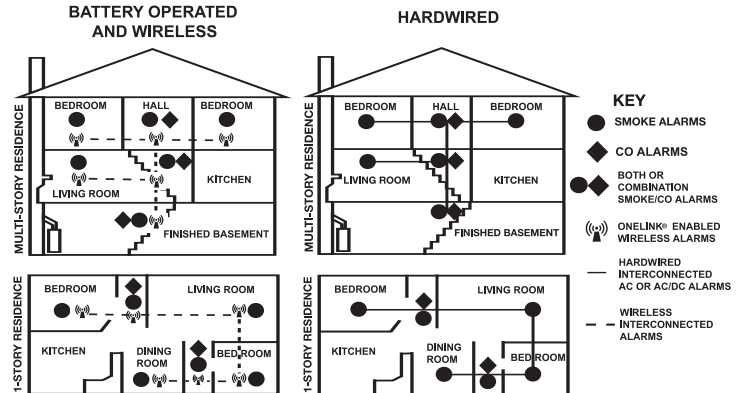 BATTERY OPERATED
AND WIRELESS
HARDWIRED
MULTI-STORY RESIDENCE
BEDROOM
HALL
BEDROOM
LIVING ROOM
KITCHEN
FINISHED BASEMENT
MULTI-STORY RESIDENCE
BEDROOM
HALL
BEDROOM
LIVING ROOM
KITCHEN
FINISHED BASEMENT
1-STORY RESIDENCE
BEDROOM
LIVING ROOM
KITCHEN
DINING
ROOM
BEDROOM
1-STORY RESIDENCE
BEDROOM
LIVING ROOM
KITCHEN
DINING
ROOM
BEDROOM
KEY
SMOKE ALARMS
CO ALARMS
BOTH OR
COMBINATION
SMOKE/CO ALARMS
ONELINK® ENABLED
WIRELESS ALARMS
HARDWIRED
INTERCONNECTED
AC OR AC/DC ALARMS
WIRELESS
INTERCONNECTED
ALARMS